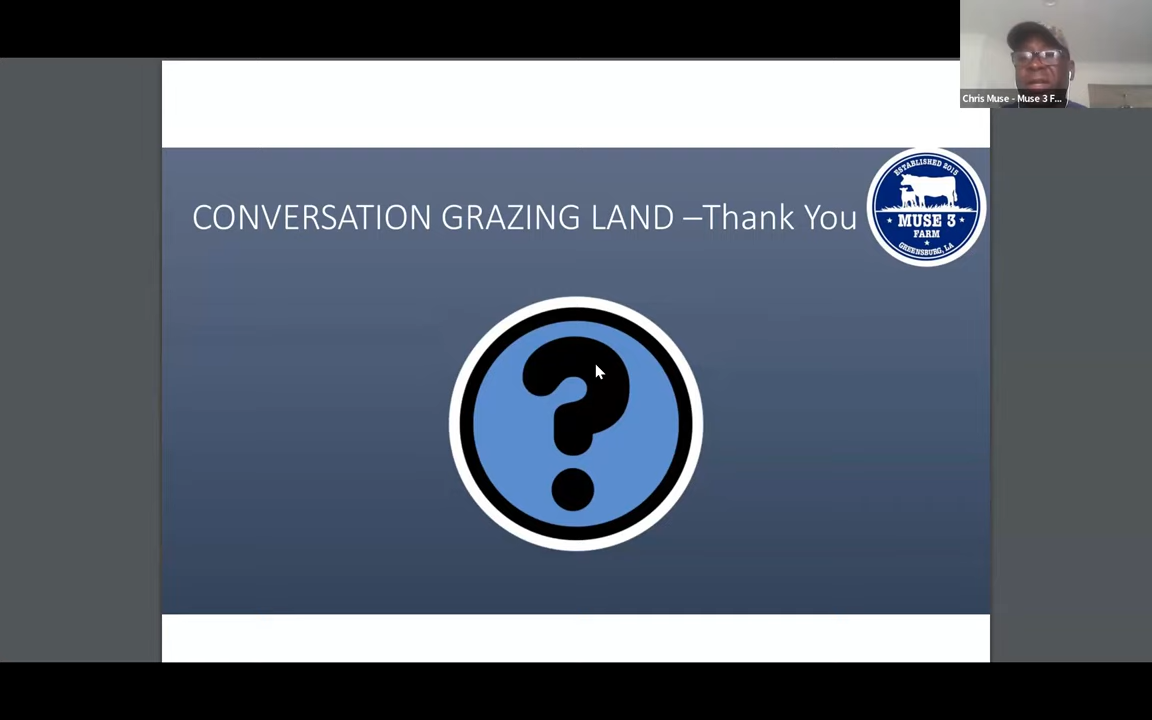 Chris Muse - Muse 3 F...
CONVERSATION GRAZING LAND –Thank You
ESTABLISHED 2015
MUSE 3
FARM
GREENSBURG, LA
?